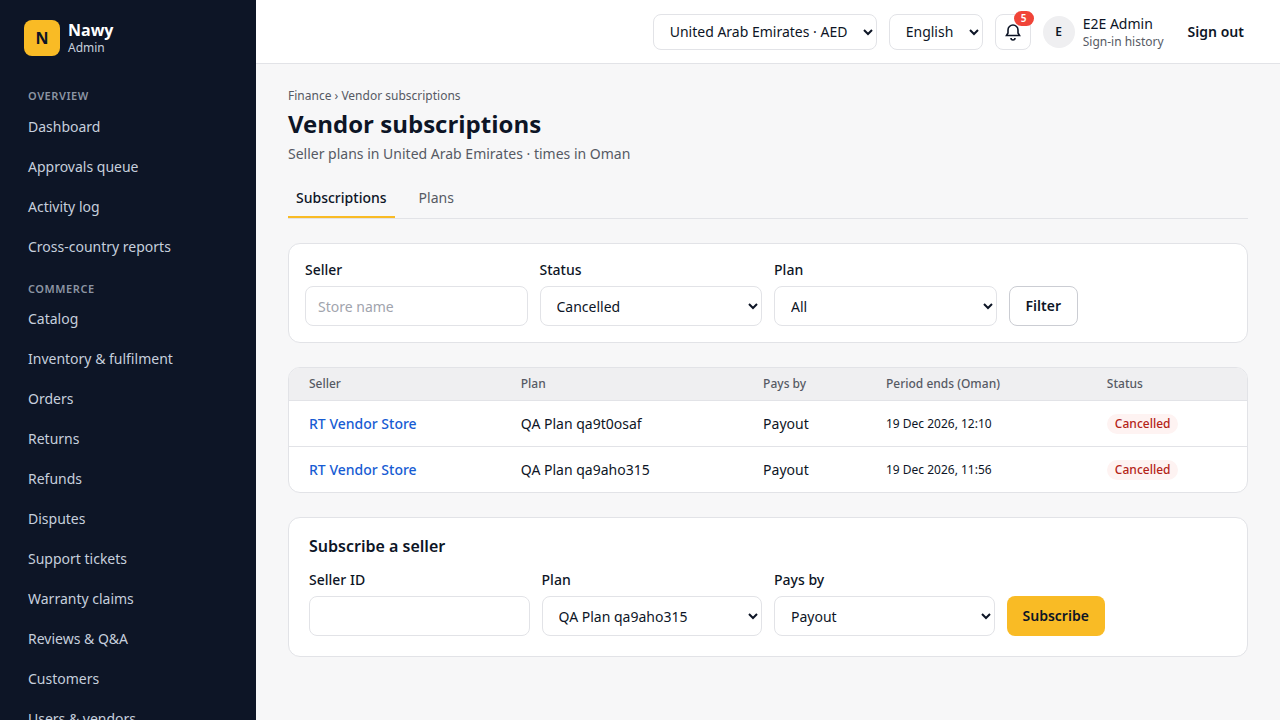 N
Nawy
Admin
OVERVIEW
Dashboard
Approvals queue
Activity log
Cross-country reports
COMMERCE
Catalog
Inventory & fulfilment
Orders
Returns
Refunds
Disputes
Support tickets
Warranty claims
Reviews & Q&A
Customers
Users & vendors
United Arab Emirates · AED
English
5
E
E2E Admin
Sign-in history
Sign out
Finance › Vendor subscriptions
Vendor subscriptions
Seller plans in United Arab Emirates · times in Oman
Subscriptions Plans
Seller Status Plan
Store name Cancelled All Filter
Seller Plan Pays by Period ends (Oman) Status
RT Vendor Store QA Plan qa9t0osaf Payout 19 Dec 2026, 12:10 Cancelled
RT Vendor Store QA Plan qa9aho315 Payout 19 Dec 2026, 11:56 Cancelled
Subscribe a seller
Seller ID Plan Pays by
QA Plan qa9aho315 Payout Subscribe